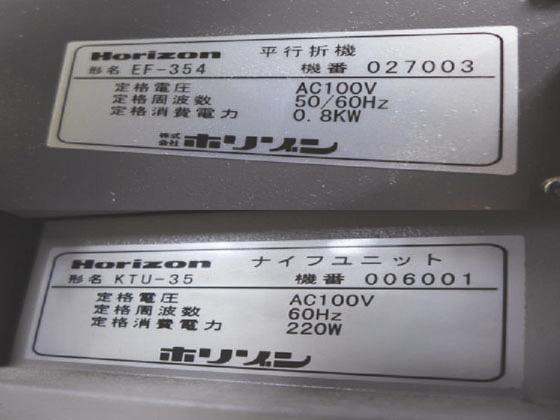 Horizon 平行折機
形名 EF-354 機番 027003
定格電圧 AC100V
定格周波数 50/60Hz
定格消費電力 0.8KW
株式会社 ホリゾン
Horizon ナイフユニット
形名 KTU-35 機番 006001
定格電圧 AC100V
定格周波数 60Hz
定格消費電力 220W
ホリゾン